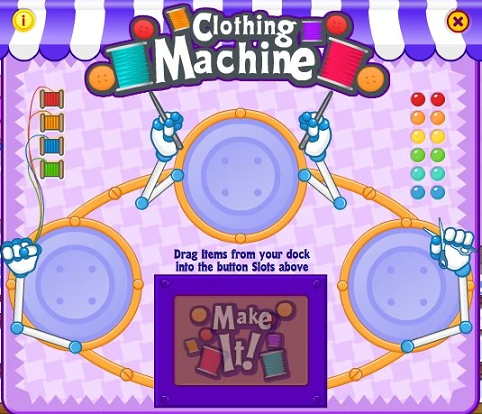 i
Clothing
Machine
Drag Items from your dock
into the button Slots above
Make
It!